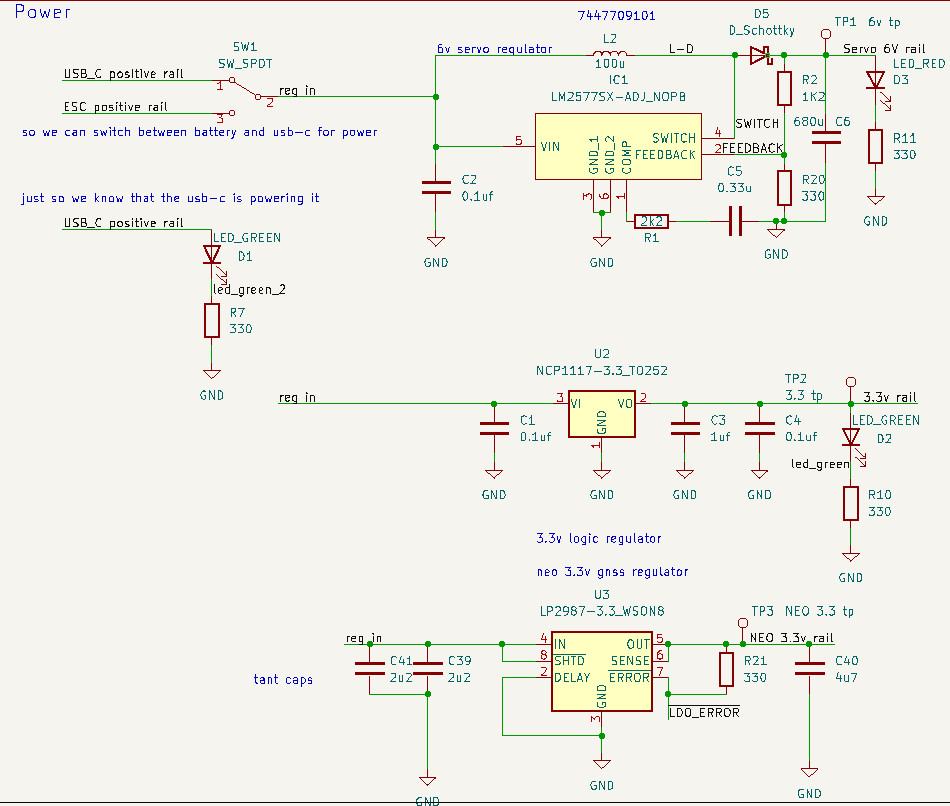 Power
7447709101
SW1
SW_SPDT
USB_C positive rail
1
2
reg in
ESC positive rail
3
so we can switch between battery and usb-c for power
6v servo regulator
L2
100u
L-D
D5
D_Schottky
TP1 6v tp
Servo 6V rail
LED_RED
D3
IC1
LM2577SX-ADJ_NOPB
R2
1K2
680u C6
R11
330
GND
5
VIN
GND_1
GND_2
COMP
SWITCH
FEEDBACK
4
SWITCH
2
FEEDBACK
3
6
1
C2
0.1uf
GND
GND
2k2
R1
C5
0.33u
R20
330
GND
just so we know that the usb-c is powering it
USB_C positive rail
LED_GREEN
D1
led_green_2
R7
330
GND
U2
NCP1117-3.3_TO252
reg in
3
VI
VO
2
GND
1
TP2
3.3 tp
3.3v rail
C1
0.1uf
GND
GND
C3
1uf
GND
C4
0.1uf
GND
LED_GREEN
D2
led_green
R10
330
GND
3.3v logic regulator
neo 3.3v gnss regulator
U3
LP2987-3.3_WSON8
TP3 NEO 3.3 tp
reg in
4
IN
OUT
5
NEO 3.3v rail
8
SHTD
SENSE
6
2
DELAY
ERROR
7
GND
3
C41
2u2
C39
2u2
tant caps
R21
330
C40
4u7
LDO_ERROR
GND
GND
GND